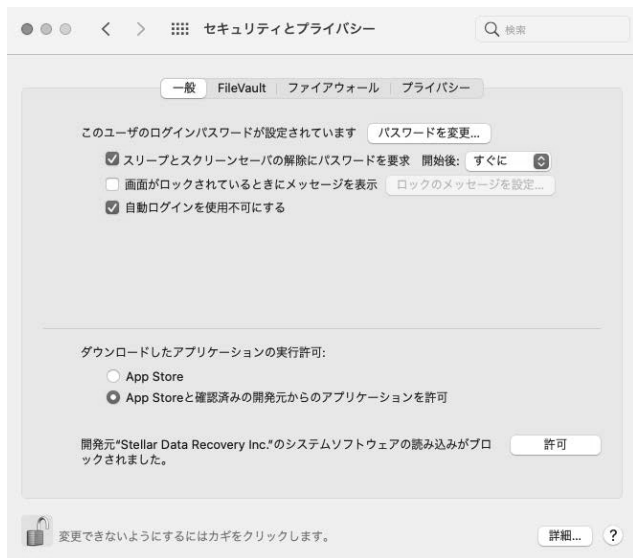 セキュリティとプライバシー
検索
一般 FileVault ファイアウォール プライバシー
このユーザのログインパスワードが設定されています パスワードを変更...
スリープとスクリーンセーバの解除にパスワードを要求 開始後: すぐに
画面がロックされているときにメッセージを表示 ロックのメッセージを設定...
自動ログインを使用不可にする
ダウンロードしたアプリケーションの実行許可:
App Store
App Storeと確認済みの開発元からのアプリケーションを許可
開発元“Stellar Data Recovery Inc.”のシステムソフトウェアの読み込みがブロ 許可
ックされました。
変更できないようにするにはカギをクリックします。 詳細... ?